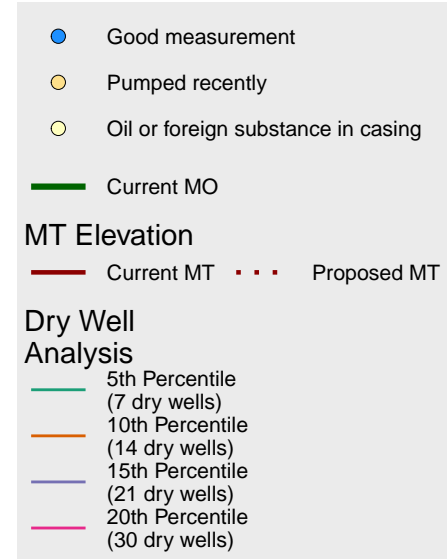 Good measurement
Pumped recently
Oil or foreign substance in casing
Current MO
MT Elevation
Current MT Proposed MT
Dry Well
Analysis
5th Percentile
(7 dry wells)
10th Percentile
(14 dry wells)
15th Percentile
(21 dry wells)
20th Percentile
(30 dry wells)